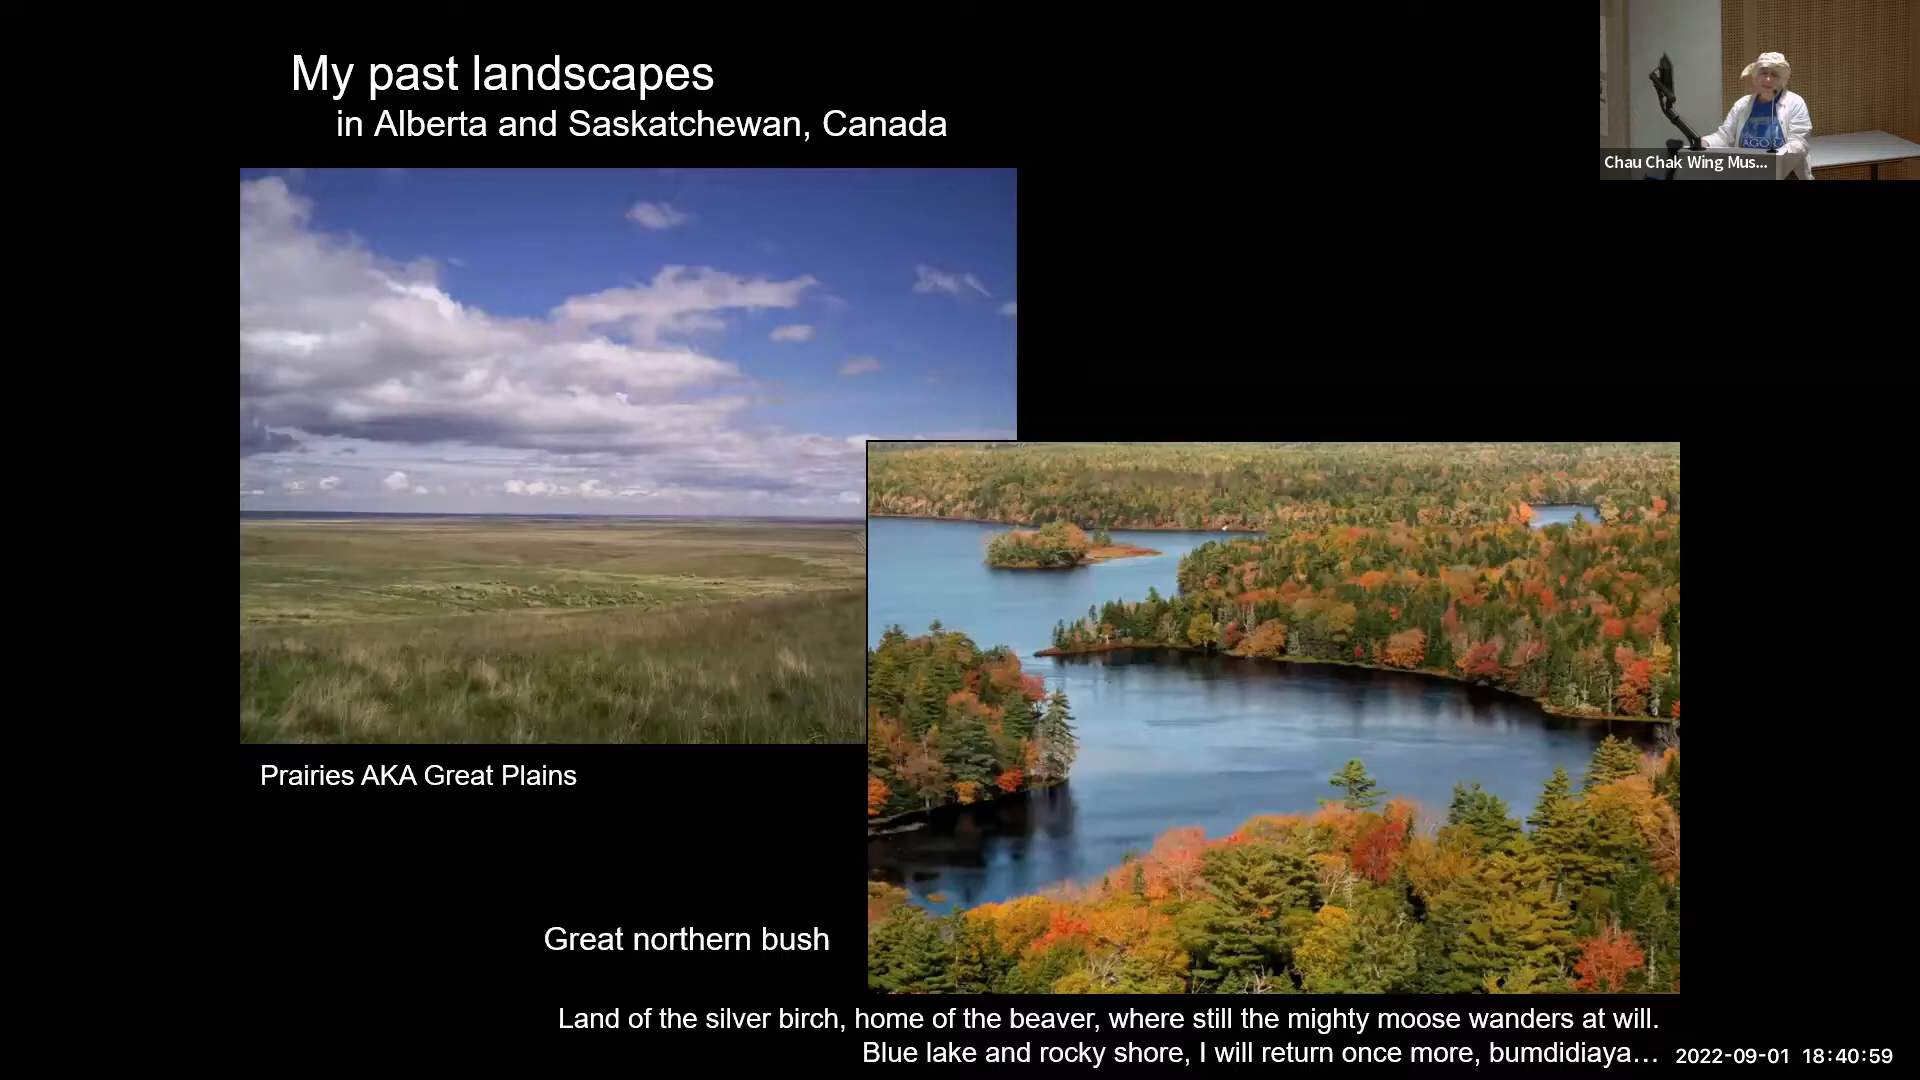 My past landscapes
in Alberta and Saskatchewan, Canada
Chau Chak Wing Mus...
AGORA
Prairies AKA Great Plains
Great northern bush
Land of the silver birch, home of the beaver, where still the mighty moose wanders at will.
Blue lake and rocky shore, I will return once more, bumdidiaya…
2022-09-01 18:40:59